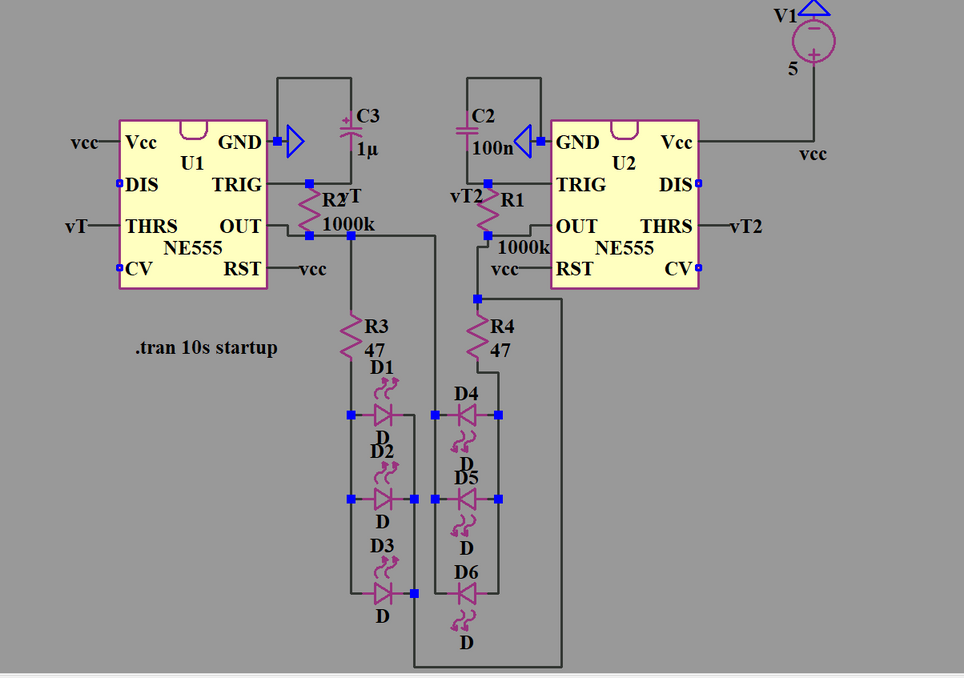 V1
5
vcc
vcc
Vcc
GND
U1
DIS
TRIG
vT
THRS
OUT
NE555
CV
RST
vcc
C3
+
1µ
R2
vT
1000k
C2
100n
vT2
R1
1000k
vcc
GND
Vcc
U2
TRIG
DIS
OUT
THRS
vT2
NE555
RST
CV
.tran 10s startup
R3
47
R4
47
D1
D
D2
D
D3
D
D4
D
D5
D
D6
D